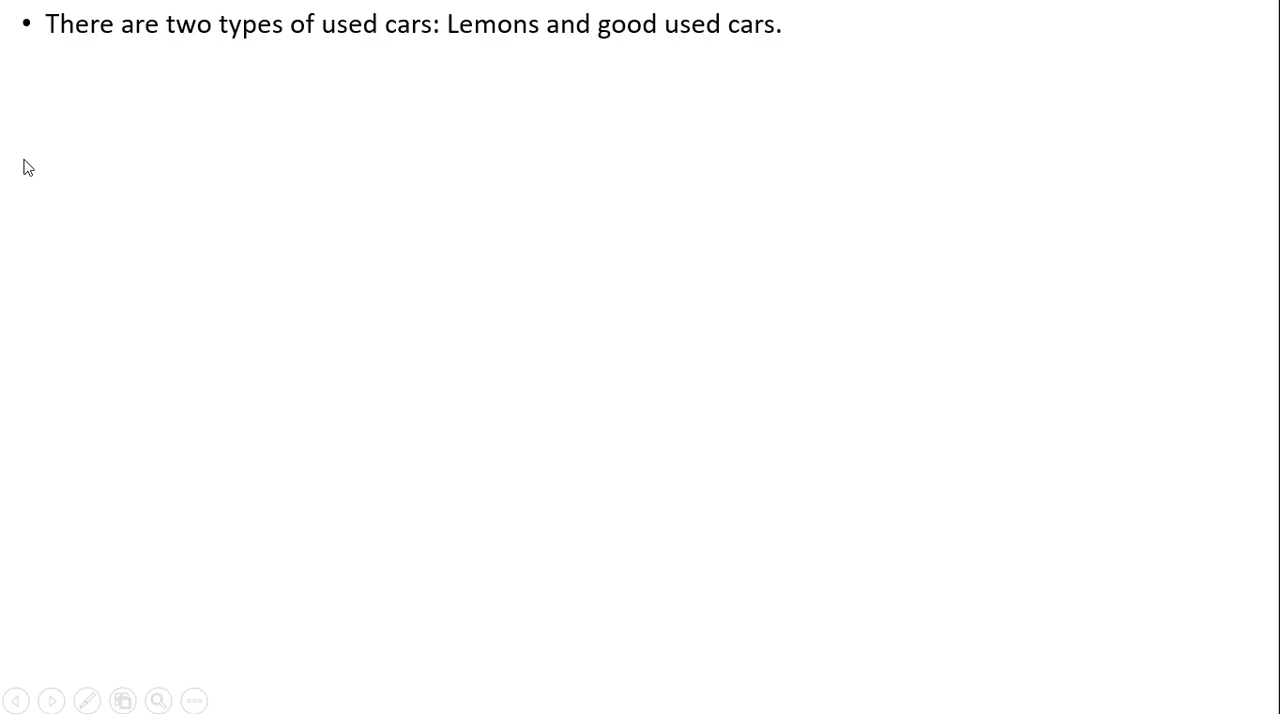 • There are two types of used cars: Lemons and good used cars.